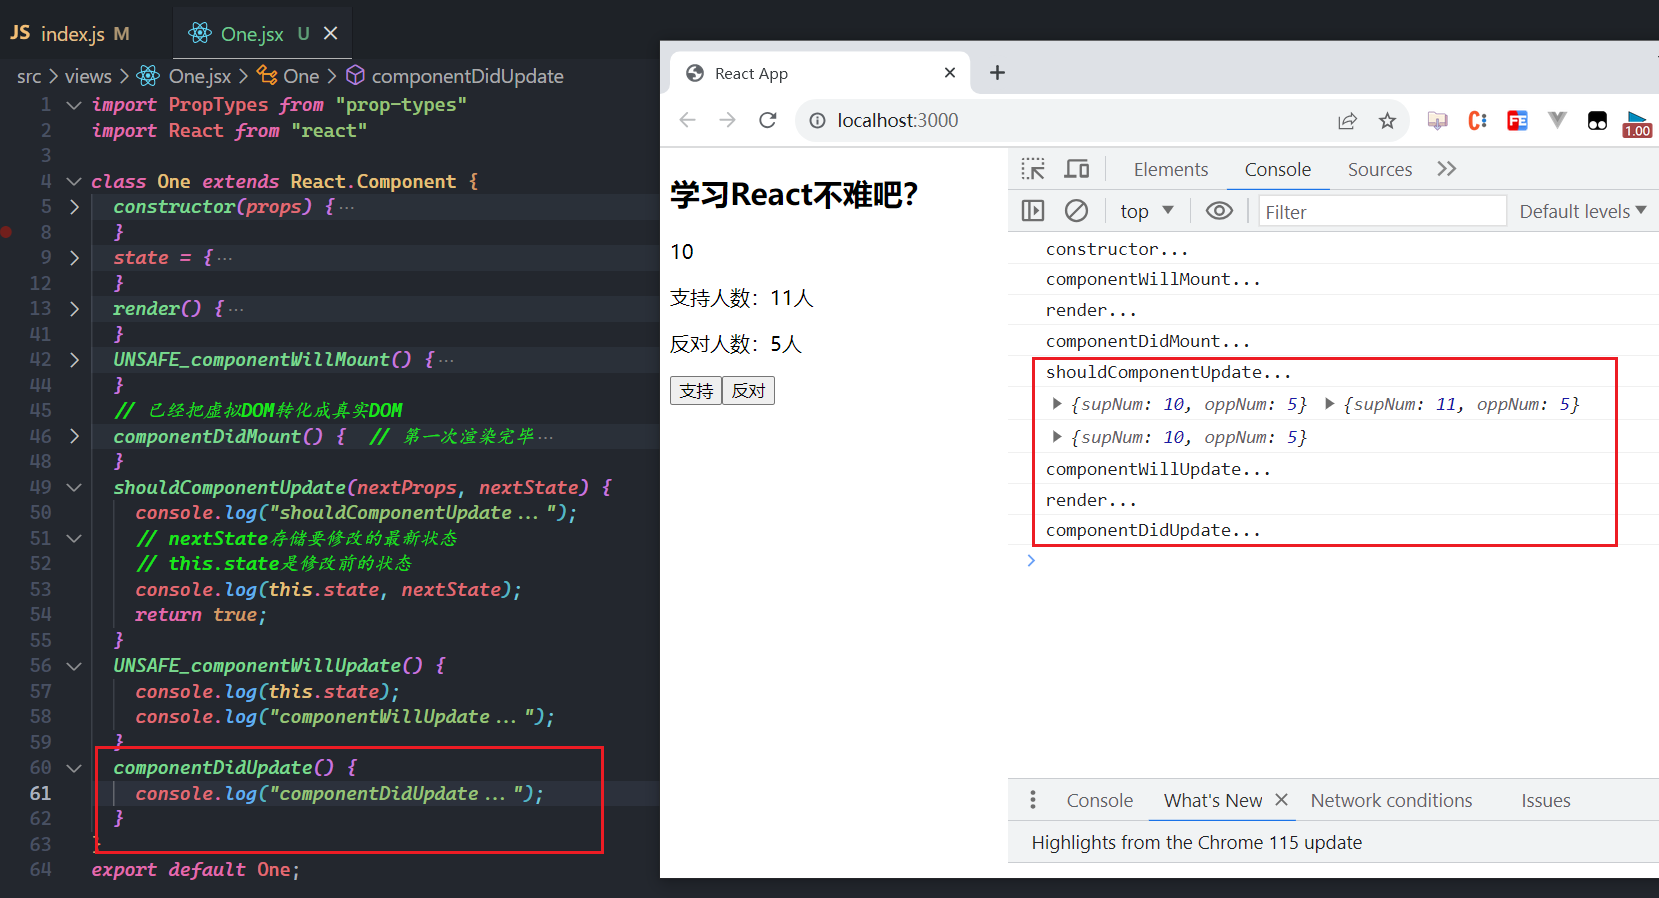 JS index.js M
One.jsx U
src > views > One.jsx > One > componentDidUpdate
1 import PropTypes from "prop-types"
2 import React from "react"
3
4 class One extends React.Component {
5 constructor(props) {···
8 }
9 state = {···
12 }
13 render() {···
41 }
42 UNSAFE_componentWillMount() {···
44 }
45 // 已经把虚拟DOM转化成真实DOM
46 componentDidMount() { // 第一次渲染完毕···
48 }
49 shouldComponentUpdate(nextProps, nextState) {
50 console.log("shouldComponentUpdate...");
51 // nextState存储要修改的最新状态
52 // this.state是修改前的状态
53 console.log(this.state, nextState);
54 return true;
55 }
56 UNSAFE_componentWillUpdate() {
57 console.log(this.state);
58 console.log("componentWillUpdate...");
59 }
60 componentDidUpdate() {
61 console.log("componentDidUpdate...");
62 }
63 }
64 export default One;
React App
localhost:3000
FE
1.00
学习React不难吧?
10
支持人数：11人
反对人数：5人
支持 反对
Elements Console Sources
top Filter Default levels
constructor...
componentWillMount...
render...
componentDidMount...
shouldComponentUpdate...
{supNum: 10, oppNum: 5} {supNum: 11, oppNum: 5}
{supNum: 10, oppNum: 5}
componentWillUpdate...
render...
componentDidUpdate...
Console What's New Network conditions Issues
Highlights from the Chrome 115 update